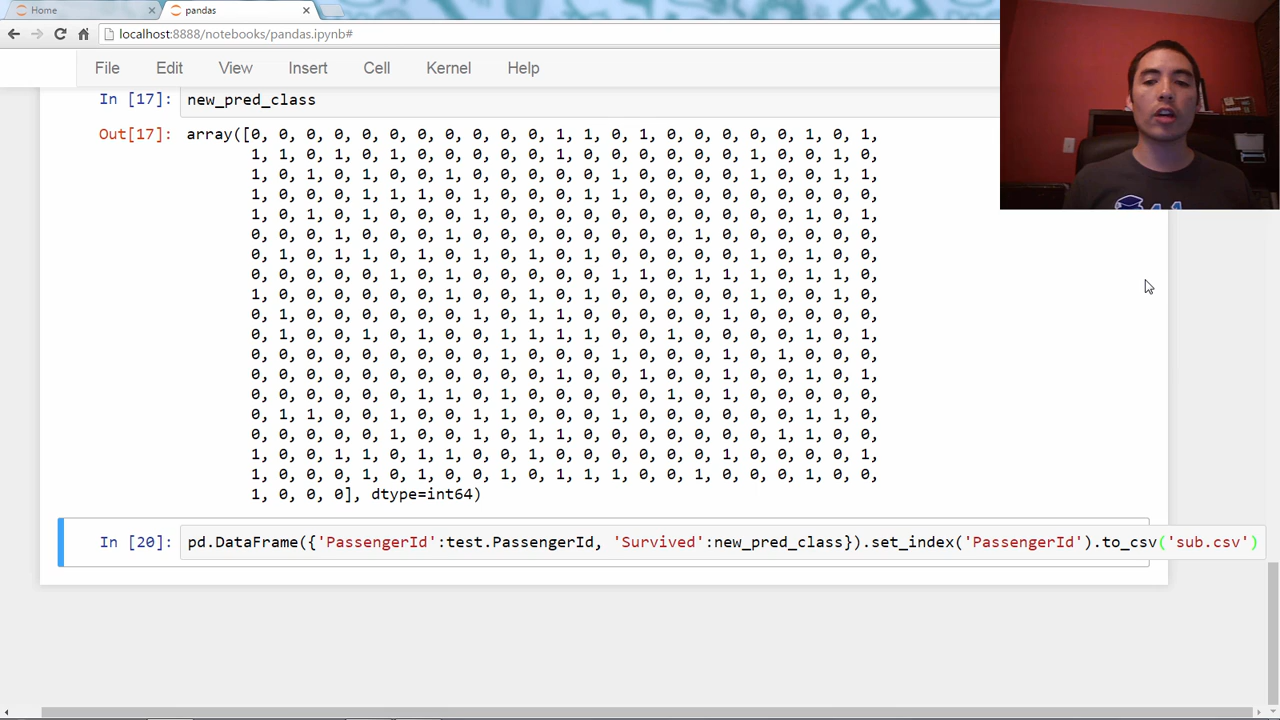 Home
pandas
localhost:8888/notebooks/pandas.ipynb#
File Edit View Insert Cell Kernel Help
In [17]: new_pred_class
Out[17]: array([0, 0, 0, 0, 0, 0, 0, 0, 0, 0, 0, 1, 1, 0, 1, 0, 0, 0, 0, 0, 1, 0, 1,
1, 1, 0, 1, 0, 1, 0, 0, 0, 0, 0, 1, 0, 0, 0, 0, 0, 0, 1, 0, 0, 1, 0,
1, 0, 1, 0, 1, 0, 0, 1, 0, 0, 0, 0, 0, 1, 0, 0, 0, 0, 1, 0, 0, 1, 1,
1, 0, 0, 0, 1, 1, 1, 0, 1, 0, 0, 0, 1, 1, 0, 0, 0, 0, 0, 0, 0, 0, 0,
1, 0, 1, 0, 1, 0, 0, 0, 1, 0, 0, 0, 0, 0, 0, 0, 0, 0, 0, 0, 1, 0, 1,
0, 0, 0, 1, 0, 0, 0, 1, 0, 0, 0, 0, 0, 0, 0, 0, 1, 0, 0, 0, 0, 0, 0,
0, 1, 0, 1, 1, 0, 1, 0, 1, 0, 1, 0, 1, 0, 0, 0, 0, 0, 1, 0, 1, 0, 0,
0, 0, 0, 0, 0, 1, 0, 1, 0, 0, 0, 0, 0, 1, 1, 0, 1, 1, 1, 0, 1, 1, 0,
1, 0, 0, 0, 0, 0, 0, 1, 0, 0, 1, 0, 1, 0, 0, 0, 0, 0, 1, 0, 0, 1, 0,
0, 1, 0, 0, 0, 0, 0, 0, 1, 0, 1, 1, 0, 0, 0, 0, 0, 1, 0, 0, 0, 0, 0,
0, 1, 0, 0, 1, 0, 1, 0, 0, 1, 1, 1, 1, 0, 0, 1, 0, 0, 0, 0, 1, 0, 1,
0, 0, 0, 0, 0, 0, 0, 0, 0, 1, 0, 0, 0, 1, 0, 0, 0, 1, 0, 1, 0, 0, 0,
0, 0, 0, 0, 0, 0, 0, 0, 0, 0, 0, 1, 0, 0, 1, 0, 0, 1, 0, 0, 1, 0, 1,
0, 0, 0, 0, 0, 0, 1, 1, 0, 1, 0, 0, 0, 0, 0, 1, 0, 1, 0, 0, 0, 0, 0,
0, 1, 1, 0, 0, 1, 0, 0, 1, 1, 0, 0, 0, 1, 0, 0, 0, 0, 0, 0, 1, 1, 0,
0, 0, 0, 0, 0, 1, 0, 0, 1, 0, 1, 1, 0, 0, 0, 0, 0, 0, 0, 1, 1, 0, 0,
1, 0, 0, 1, 1, 0, 1, 1, 0, 0, 1, 0, 0, 0, 0, 0, 0, 1, 0, 0, 0, 0, 1,
1, 0, 0, 0, 1, 0, 1, 0, 0, 1, 0, 1, 1, 1, 0, 0, 1, 0, 0, 0, 1, 0, 0,
1, 0, 0, 0], dtype=int64)
In [20]: pd.DataFrame({'PassengerId':test.PassengerId, 'Survived':new_pred_class}).set_index('PassengerId').to_csv('sub.csv')